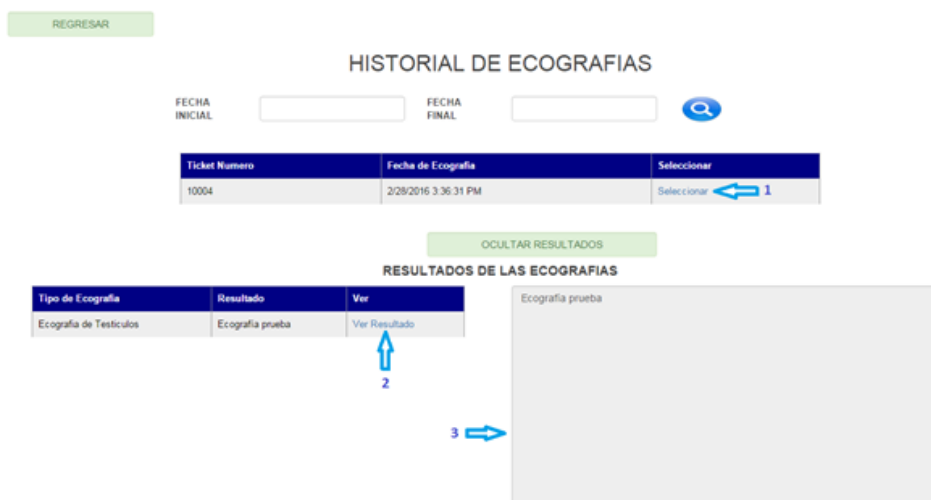 REGRESAR
HISTORIAL DE ECOGRAFIAS
FECHA INICIAL
FECHA FINAL
Ticket Numero Fecha de Ecografia Seleccionar
10004 2/28/2016 3:36:31 PM Seleccionar 1
OCULTAR RESULTADOS
RESULTADOS DE LAS ECOGRAFIAS
Tipo de Ecografia Resultado Ver
Ecografia de Testiculos Ecografia prueba Ver Resultado
2
Ecografia prueba
3